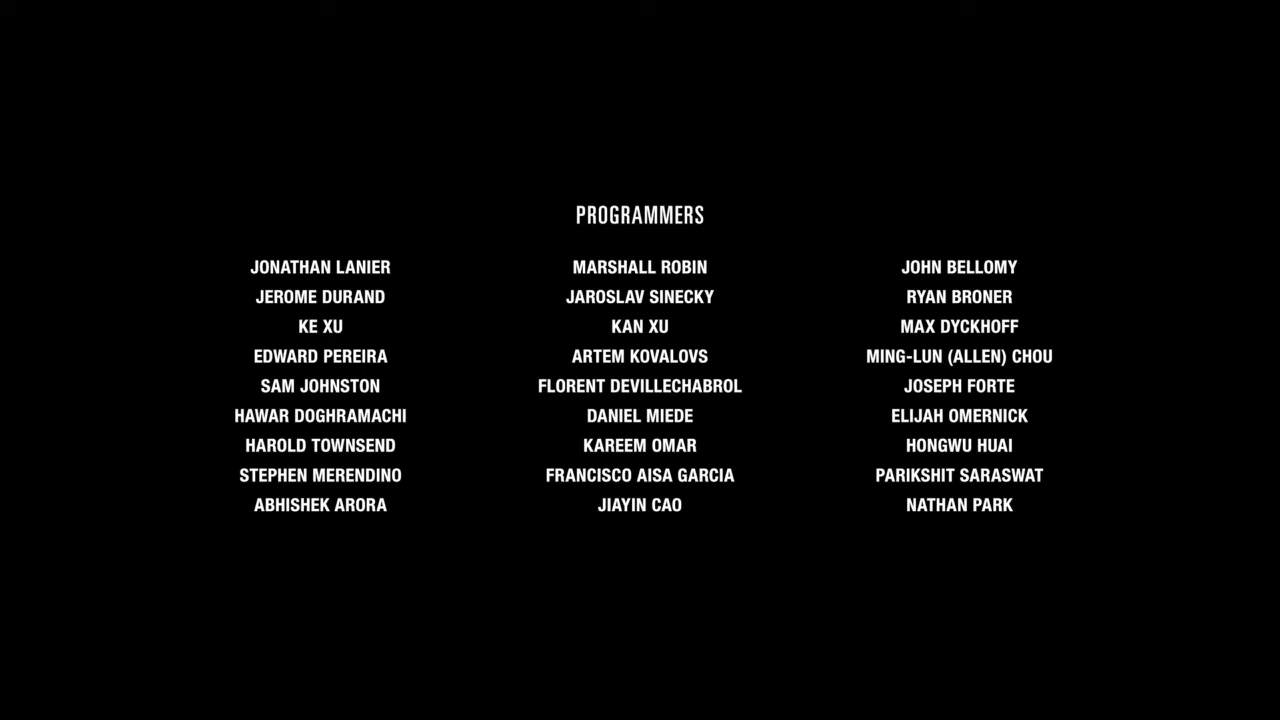 PROGRAMMERS
JONATHAN LANIER MARSHALL ROBIN JOHN BELLOMY
JEROME DURAND JAROSLAV SINECKY RYAN BRONER
KE XU KAN XU MAX DYCKHOFF
EDWARD PEREIRA ARTEM KOVALOVS MING-LUN (ALLEN) CHOU
SAM JOHNSTON FLORENT DEVILLECHABROL JOSEPH FORTE
HAWAR DOGHRAMACHI DANIEL MIEDE ELIJAH OMERNICK
HAROLD TOWNSEND KAREEM OMAR HONGWU HUAI
STEPHEN MERENDINO FRANCISCO AISA GARCIA PARIKSHIT SARASWAT
ABHISHEK ARORA JIAYIN CAO NATHAN PARK